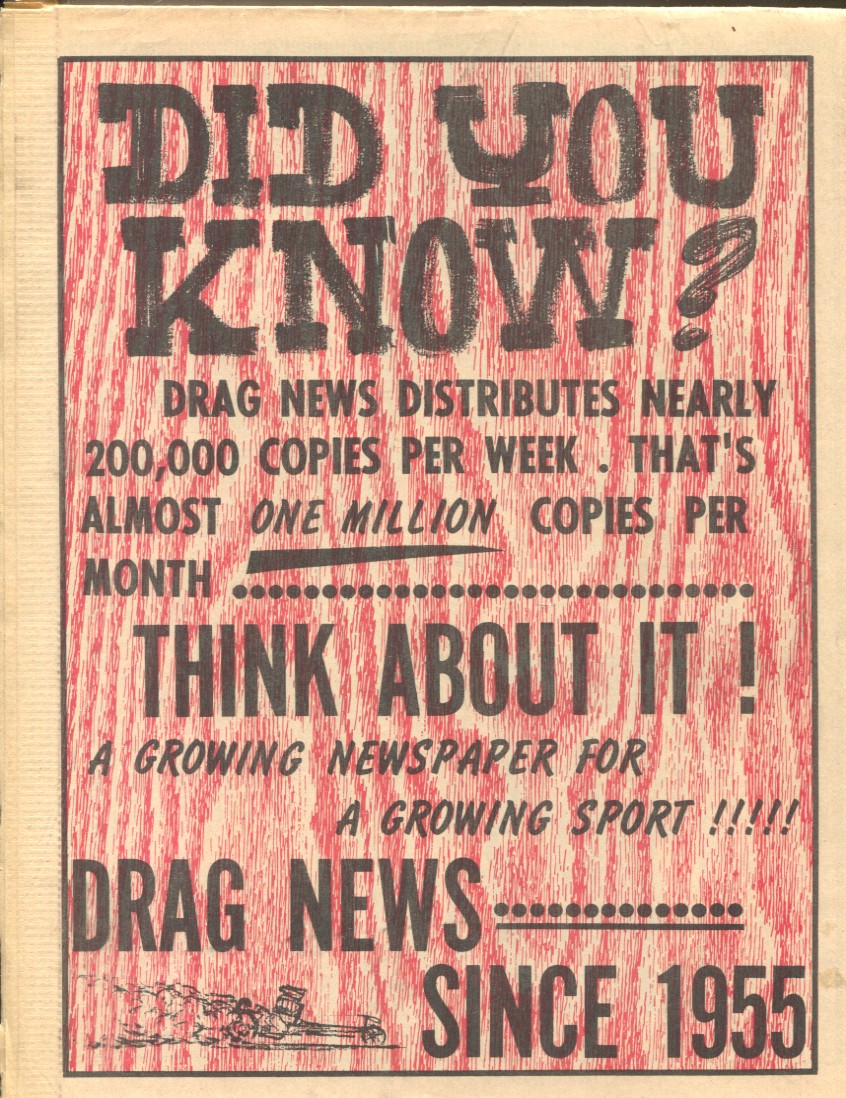 DID YOU
KNOW?
DRAG NEWS DISTRIBUTES NEARLY
200,000 COPIES PER WEEK . THAT'S
ALMOST ONE MILLION COPIES PER
MONTH ..............................
THINK ABOUT IT !
A GROWING NEWSPAPER FOR
A GROWING SPORT !!!!!
DRAG NEWS ..............
SINCE 1955